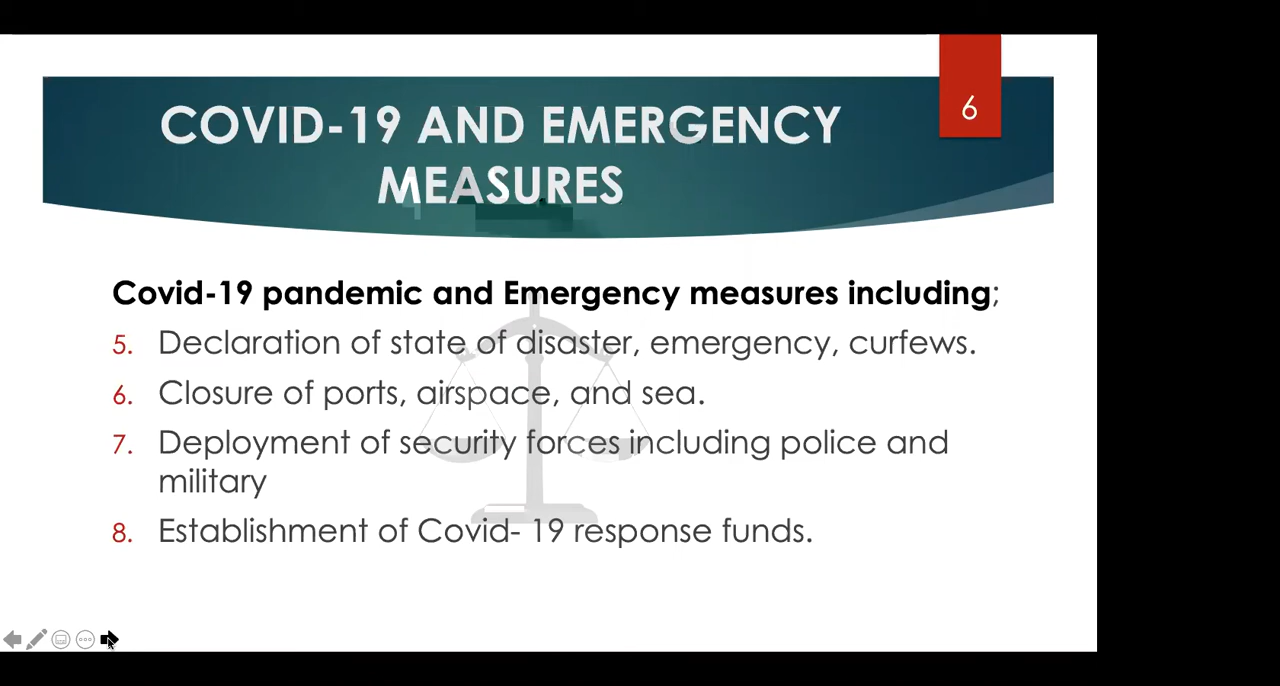 6
COVID-19 AND EMERGENCY
MEASURES
Covid-19 pandemic and Emergency measures including;
5. Declaration of state of disaster, emergency, curfews.
6. Closure of ports, airspace, and sea.
7. Deployment of security forces including police and
military
8. Establishment of Covid- 19 response funds.